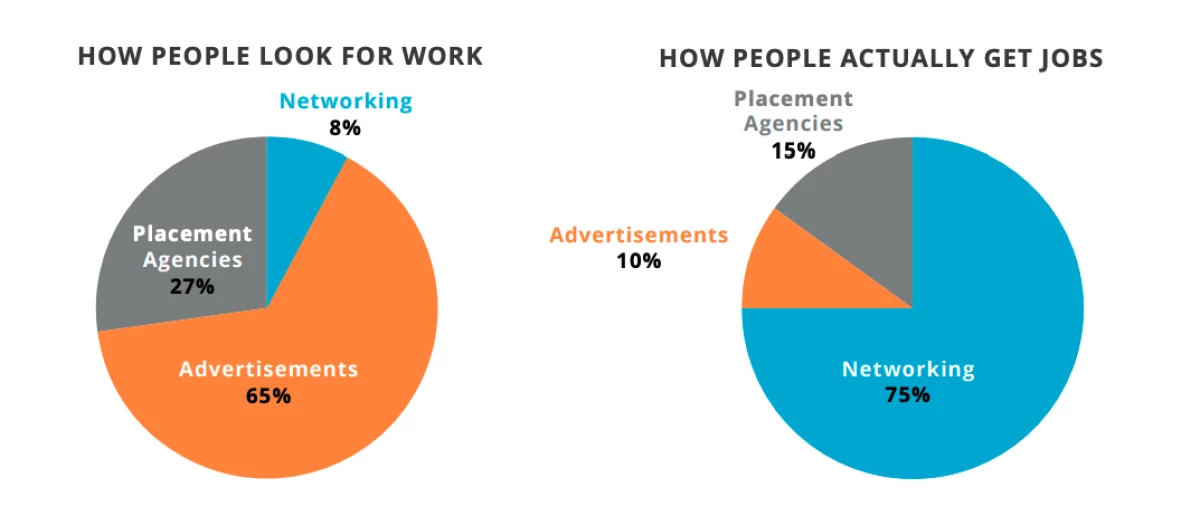 HOW PEOPLE LOOK FOR WORK
Networking
8%
Placement
Agencies
27%
Advertisements
65%
HOW PEOPLE ACTUALLY GET JOBS
Placement
Agencies
15%
Advertisements
10%
Networking
75%